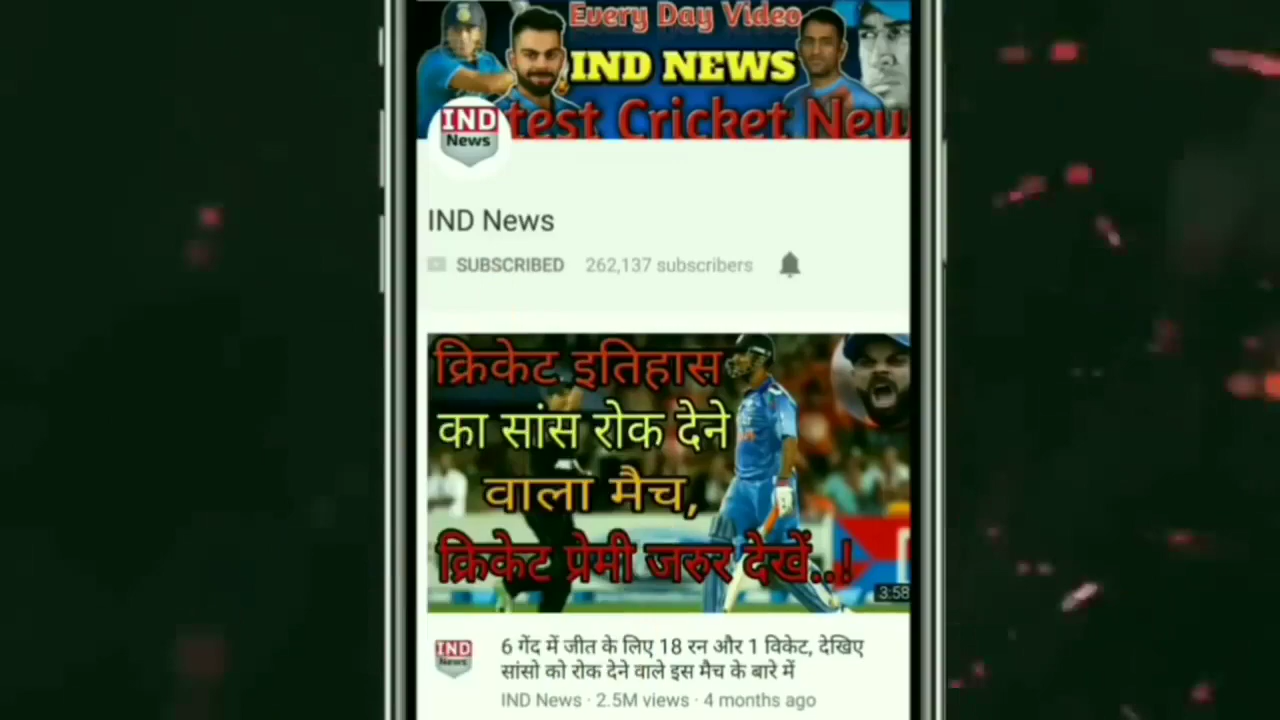 Every Day Video
IND NEWS
test Cricket New
IND
News
IND News
SUBSCRIBED 262,137 subscribers
क्रिकेट इतिहास
का सांस रोक देने
वाला मैच,
क्रिकेट प्रेमी जरुर देखें..!
3:58
IND
News
6 गेंद में जीत के लिए 18 रन और 1 विकेट, देखिए
सांसो को रोक देने वाले इस मैच के बारे में
IND News · 2.5M views · 4 months ago